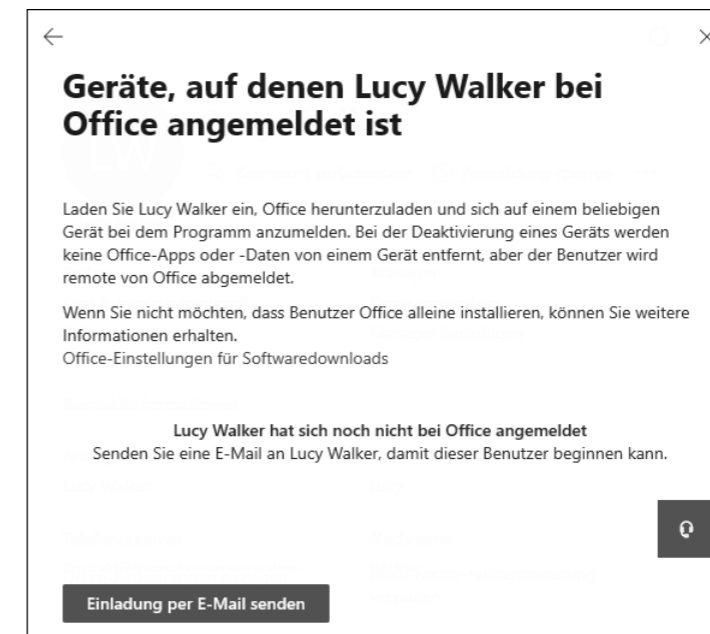 Geräte, auf denen Lucy Walker bei
Office angemeldet ist
Laden Sie Lucy Walker ein, Office herunterzuladen und sich auf einem beliebigen
Gerät bei dem Programm anzumelden. Bei der Deaktivierung eines Geräts werden
keine Office-Apps oder -Daten von einem Gerät entfernt, aber der Benutzer wird
remote von Office abgemeldet.
Wenn Sie nicht möchten, dass Benutzer Office alleine installieren, können Sie weitere
Informationen erhalten.
Office-Einstellungen für Softwaredownloads
Lucy Walker hat sich noch nicht bei Office angemeldet
Senden Sie eine E-Mail an Lucy Walker, damit dieser Benutzer beginnen kann.
Einladung per E-Mail senden